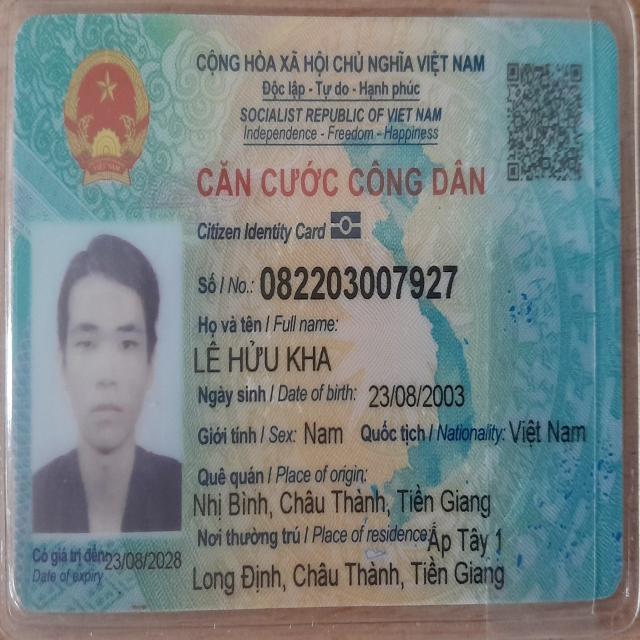 CỘNG HÒA XÃ HỘI CHỦ NGHĨA VIỆT NAM
Độc lập - Tự do - Hạnh phúc
SOCIALIST REPUBLIC OF VIET NAM
Independence - Freedom - Happiness
CĂN CƯỚC CÔNG DÂN
Citizen Identity Card
Số / No.: 082203007927
Họ và tên / Full name:
LÊ HỬU KHA
Ngày sinh / Date of birth: 23/08/2003
Giới tính / Sex: Nam Quốc tịch / Nationality: Việt Nam
Quê quán / Place of origin:
Nhị Bình, Châu Thành, Tiền Giang
Nơi thường trú / Place of residence: Ấp Tây 1
Long Định, Châu Thành, Tiền Giang
Có giá trị đến: 23/08/2028
Date of expiry